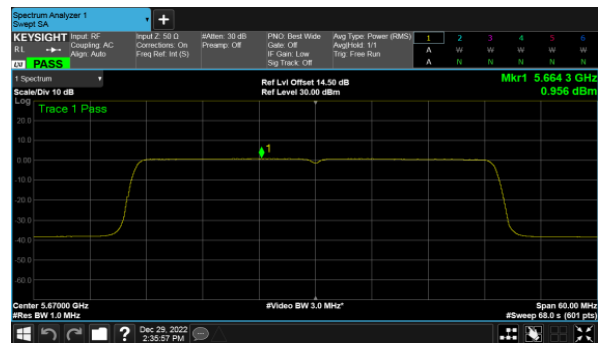 Spectrum Analyzer 1
Swept SA
KEYSIGHT
RL
PASS
Input: RF
Coupling: AC
Align: Auto
Input Z: 50 Ω
Corrections: On
Freq Ref: Int (S)
#Atten: 30 dB
Preamp: Off
PNO: Best Wide
Gate: Off
IF Gain: Low
Sig Track: Off
Avg Type: Power (RMS)
Avg|Hold: 1/1
Trig: Free Run
1 2 3 4 5 6
A W W W W W
A N N N N N
1 Spectrum
Scale/Div 10 dB
Ref Lvl Offset 14.50 dB
Ref Level 30.00 dBm
Mkr1 5.664 3 GHz
0.956 dBm
Log
Trace 1 Pass
20.0
10.0
0.00
-10.0
-20.0
-30.0
-40.0
-50.0
-60.0
1
Center 5.67000 GHz
#Res BW 1.0 MHz
#Video BW 3.0 MHz*
Span 60.00 MHz
#Sweep 68.0 s (601 pts)
?
Dec 29, 2022
2:35:57 PM